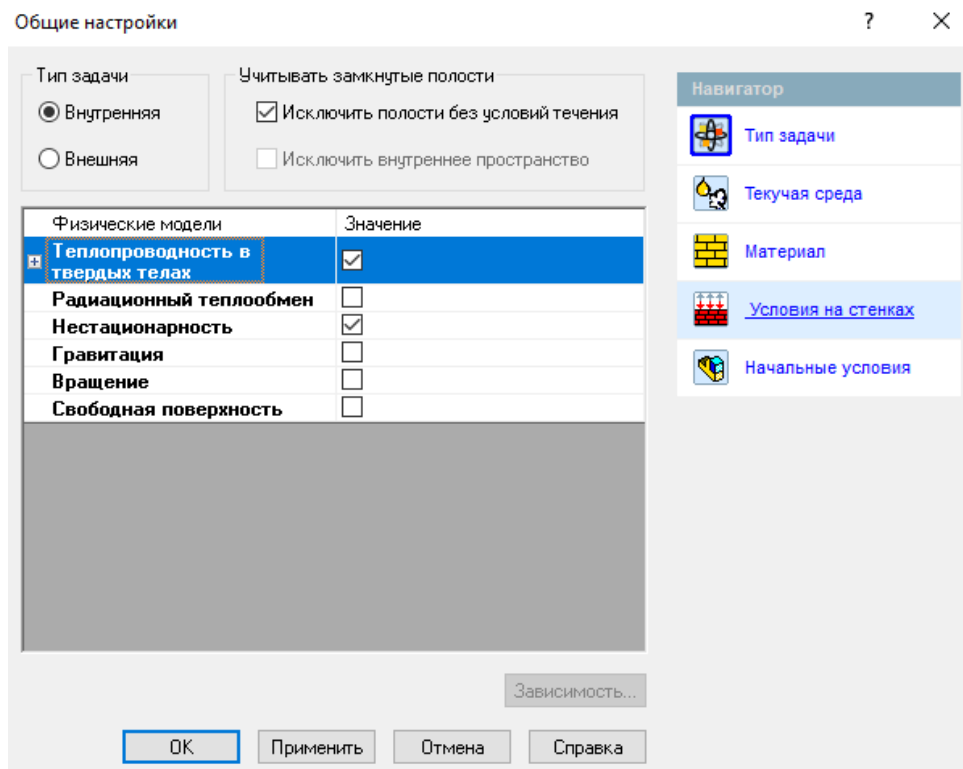 Общие настройки
Тип задачи
Внутренняя
Внешняя
Учитывать замкнутые полости
Исключить полости без условий течения
Исключить внутреннее пространство
Физические модели Значение
Теплопроводность в
твердых телах
Радиационный теплообмен
Нестационарность
Гравитация
Вращение
Свободная поверхность
Зависимость...
OK Применить Отмена Справка
Навигатор
Тип задачи
Текучая среда
Материал
Условия на стенках
Начальные условия